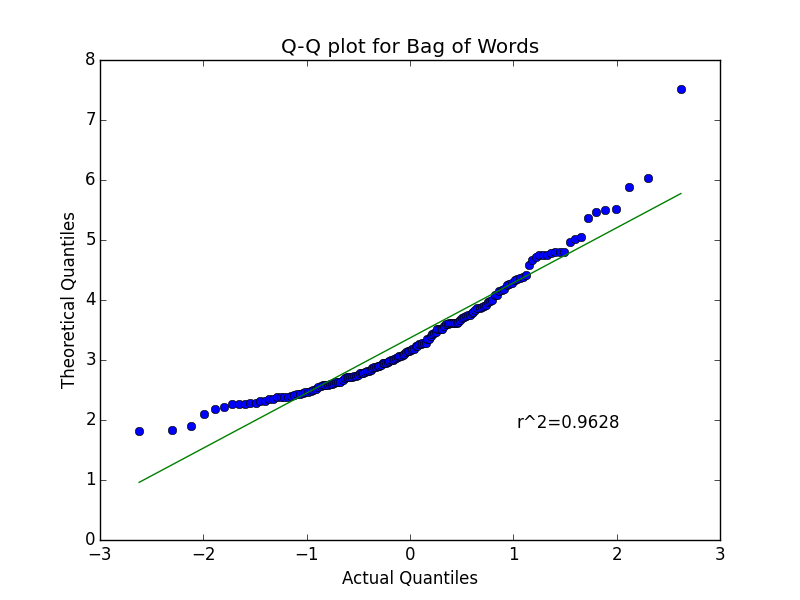 Q-Q plot for Bag of Words
8
7
6
5
4
3
2
1
0
Theoretical Quantiles
r^2=0.9628
−3 −2 −1 0 1 2 3
Actual Quantiles